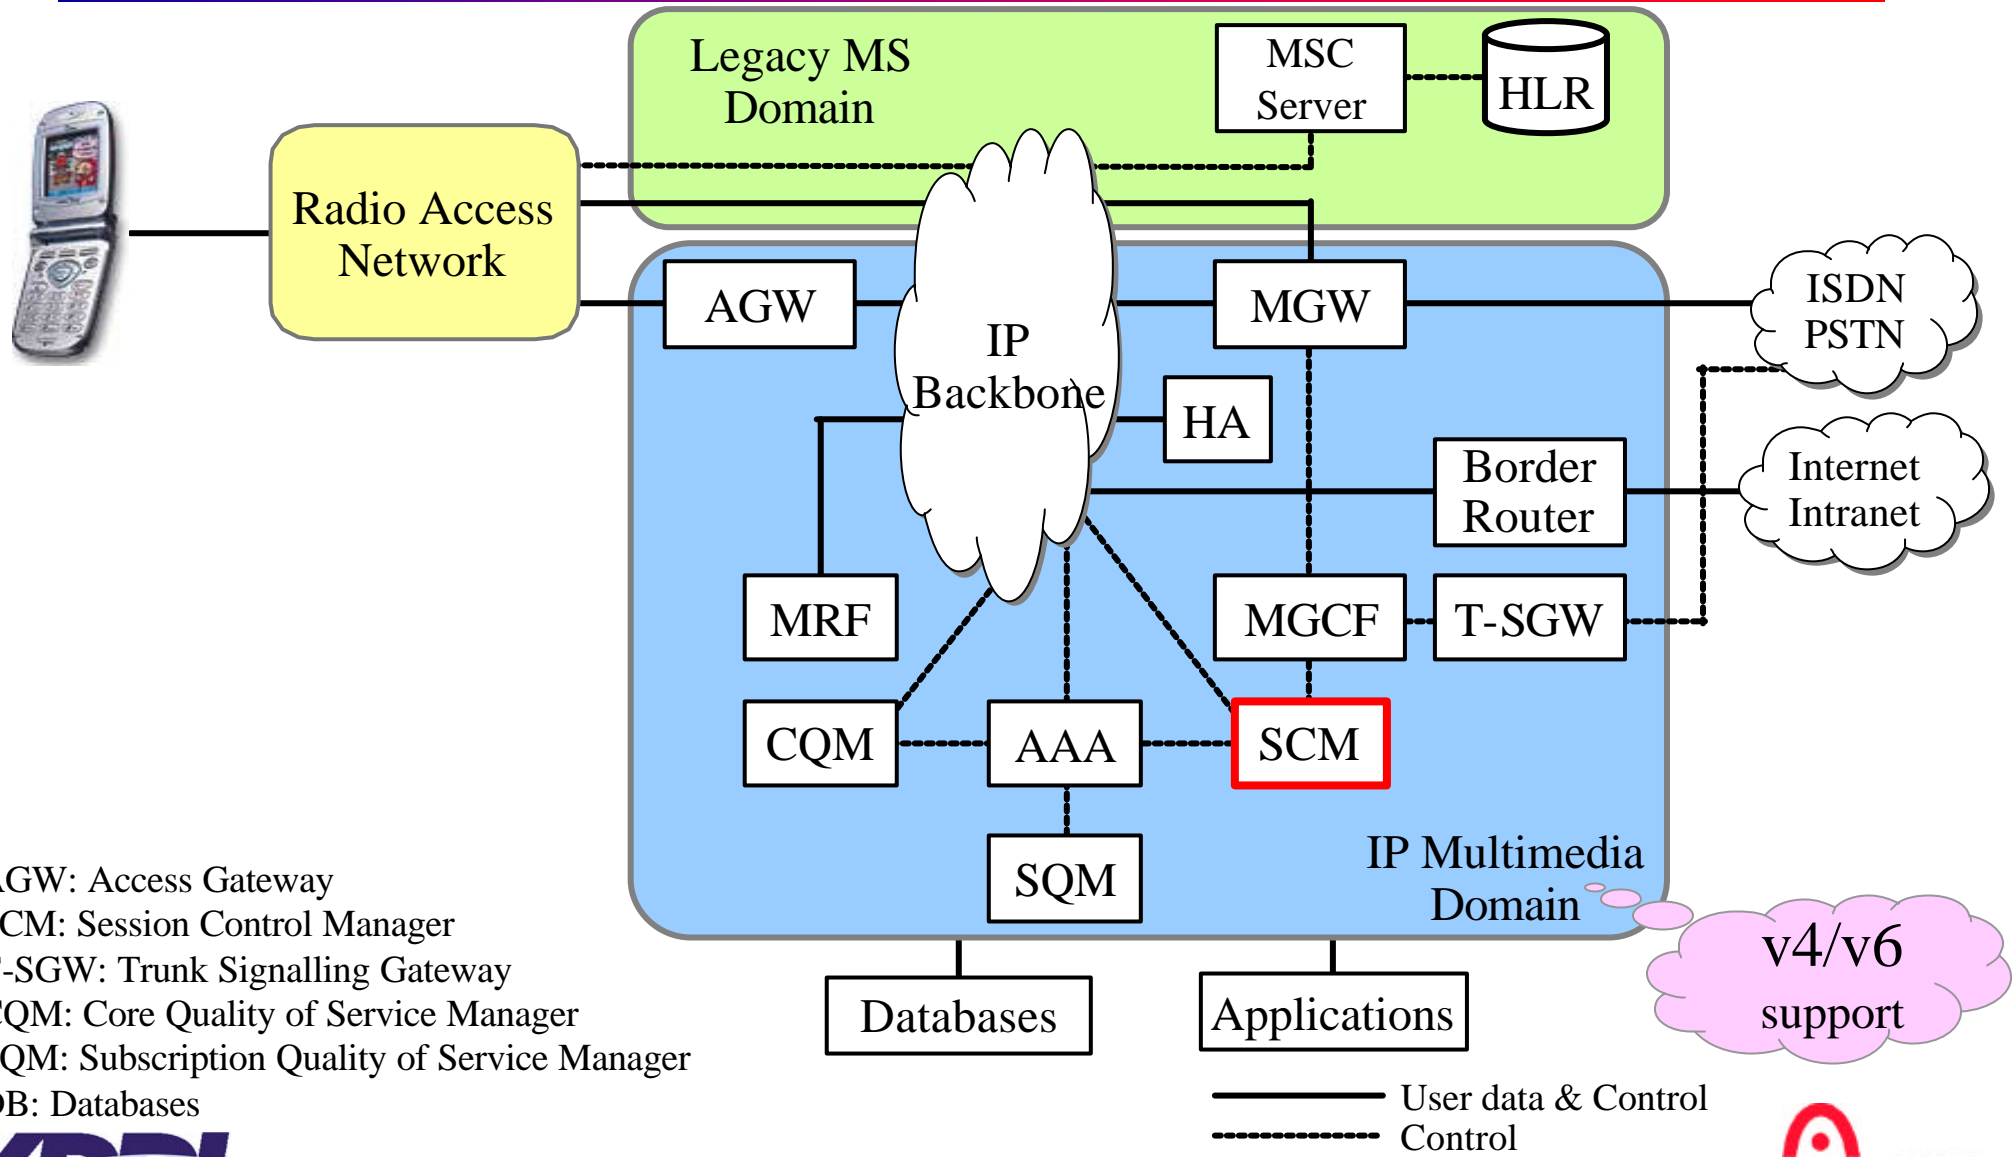 Legacy MS
Domain
MSC
Server
HLR
Radio Access
Network
AGW
IP
Backbone
MGW
ISDN
PSTN
HA
Border
Router
Internet
Intranet
MRF
MGCF
T-SGW
CQM
AAA
SCM
SQM
IP Multimedia
Domain
v4/v6
support
Databases
Applications
AGW: Access Gateway
CM: Session Control Manager
-SGW: Trunk Signalling Gateway
CQM: Core Quality of Service Manager
QM: Subscription Quality of Service Manager
DB: Databases
User data & Control
Control